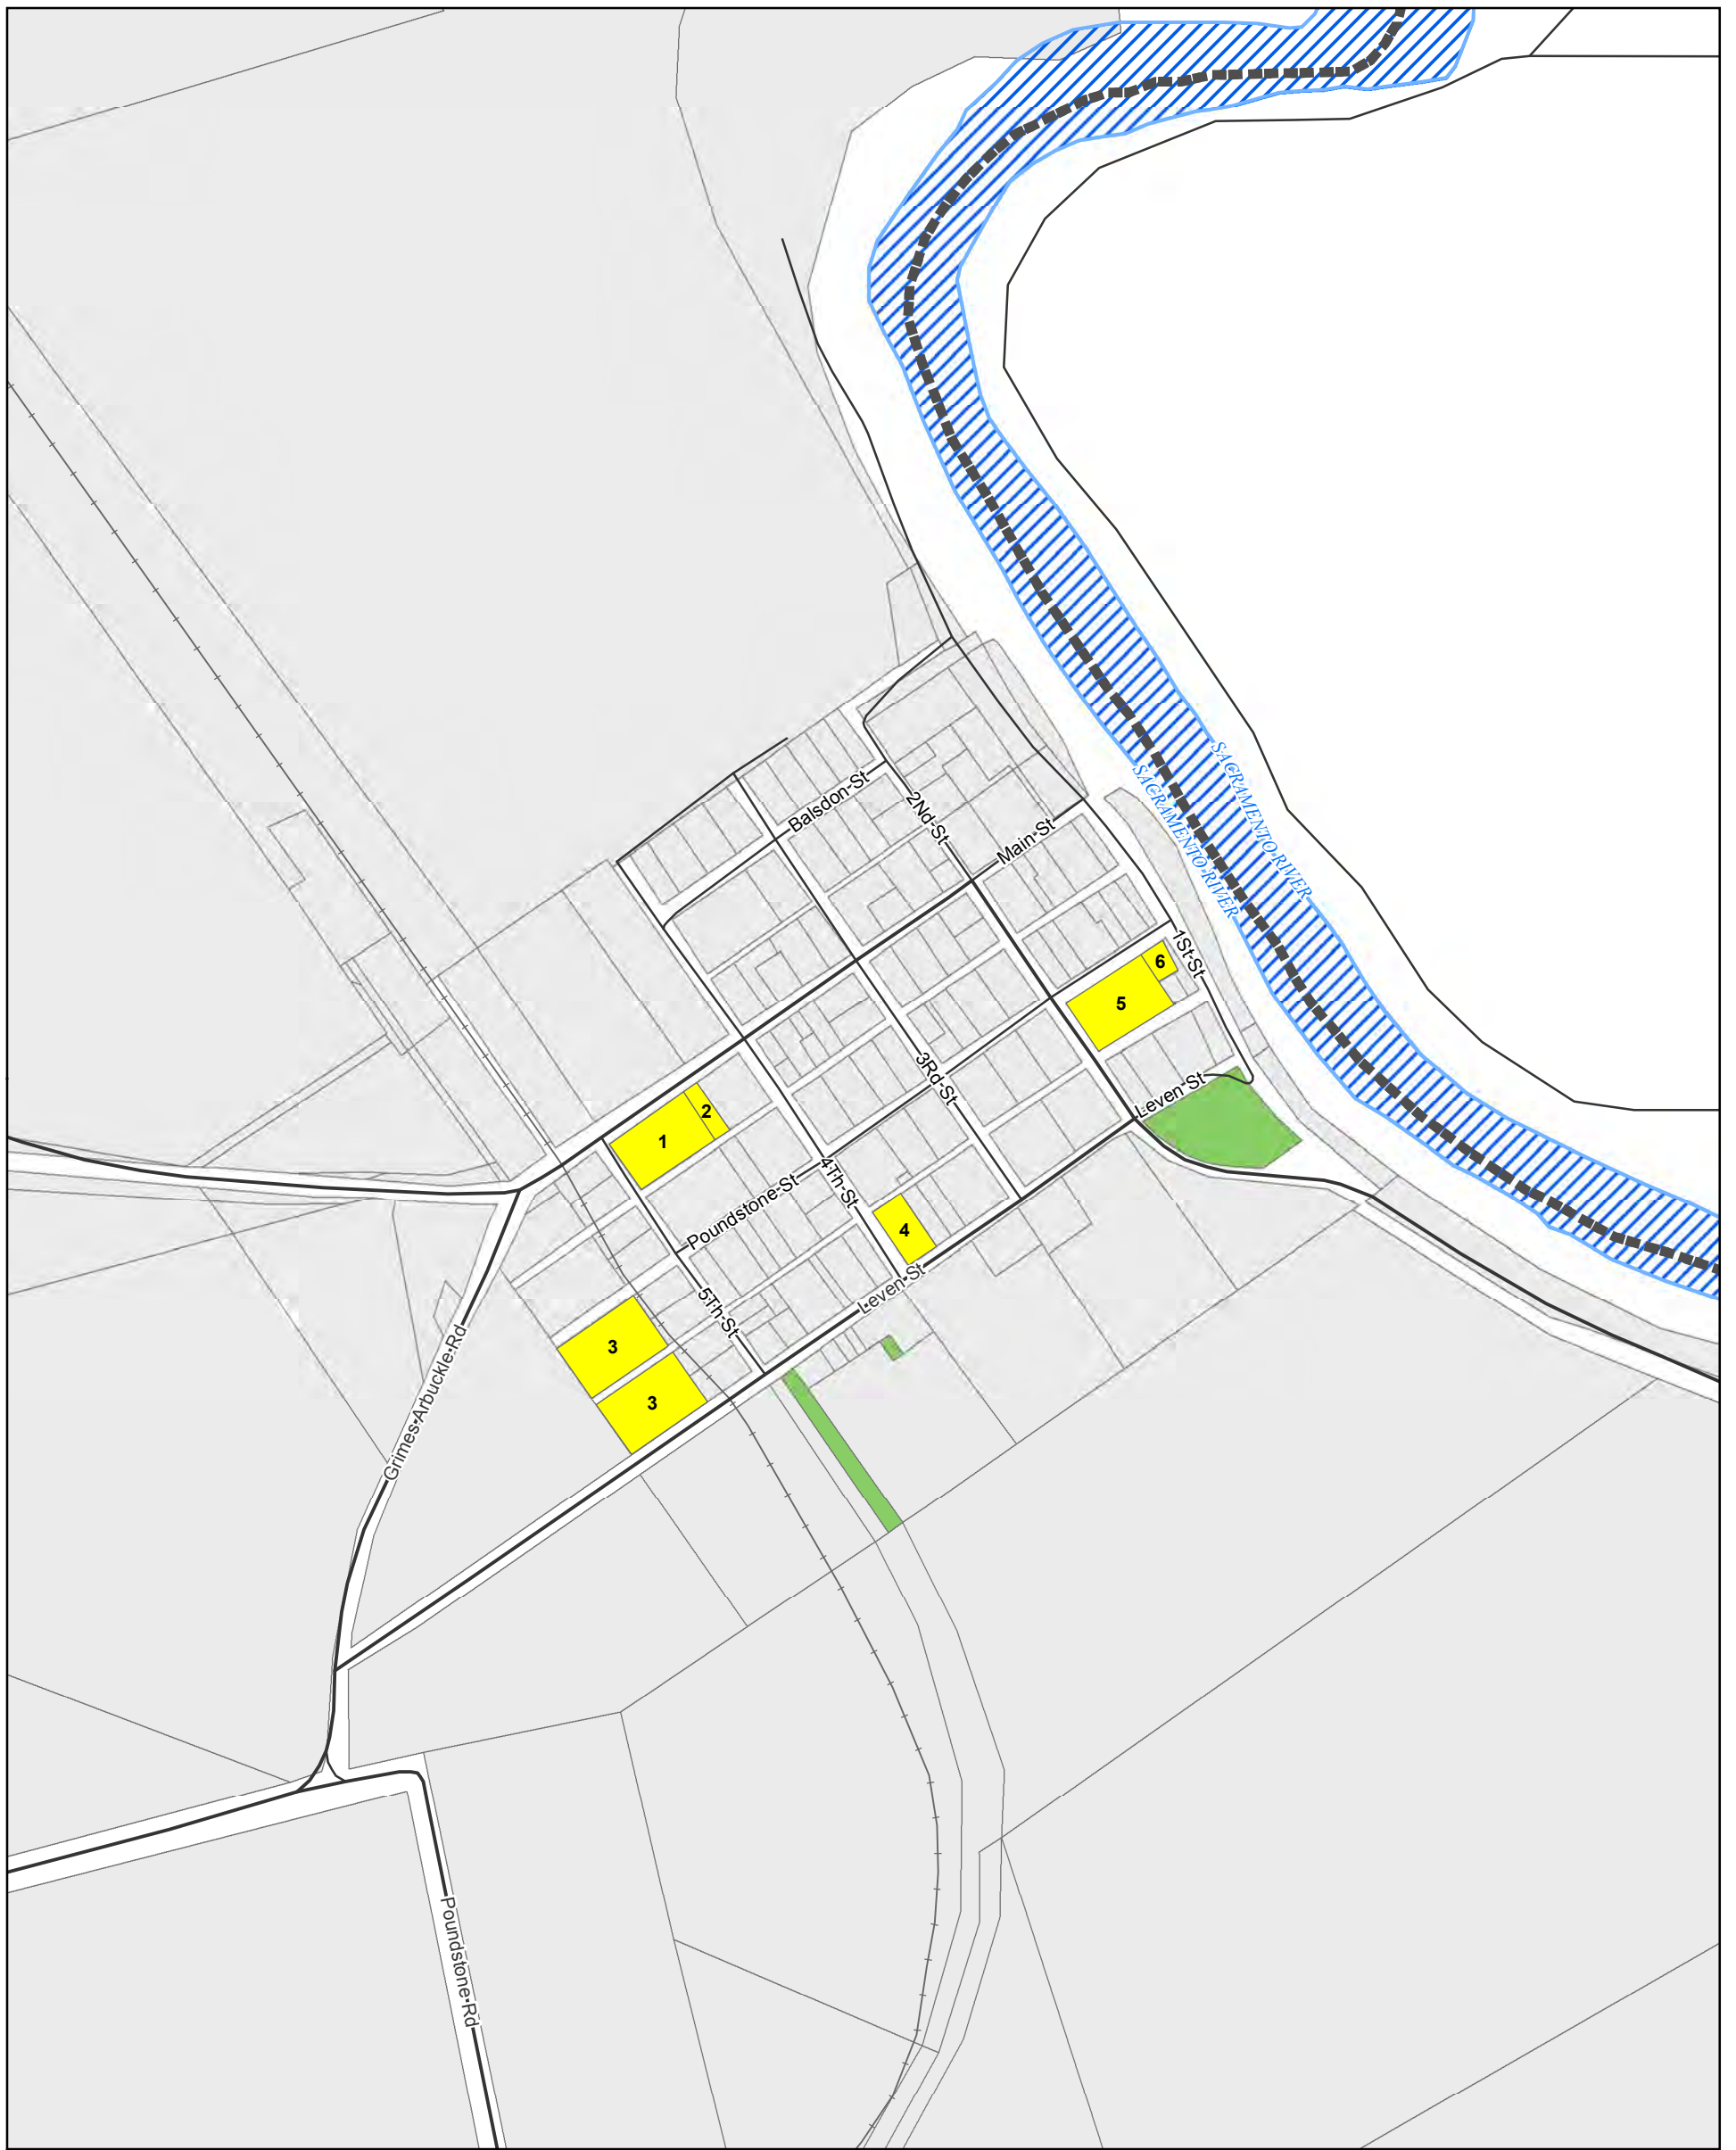 SACRAMENTO RIVER
SACRAMENTO RIVER
Balsdon St
2Nd St
Main St
1St St
6
5
3Rd St
Leven St
2
1
4Th St
Poundstone St
4
Leven St
5Th St
3
3
Grimes Arbuckle Rd
Poundstone Rd